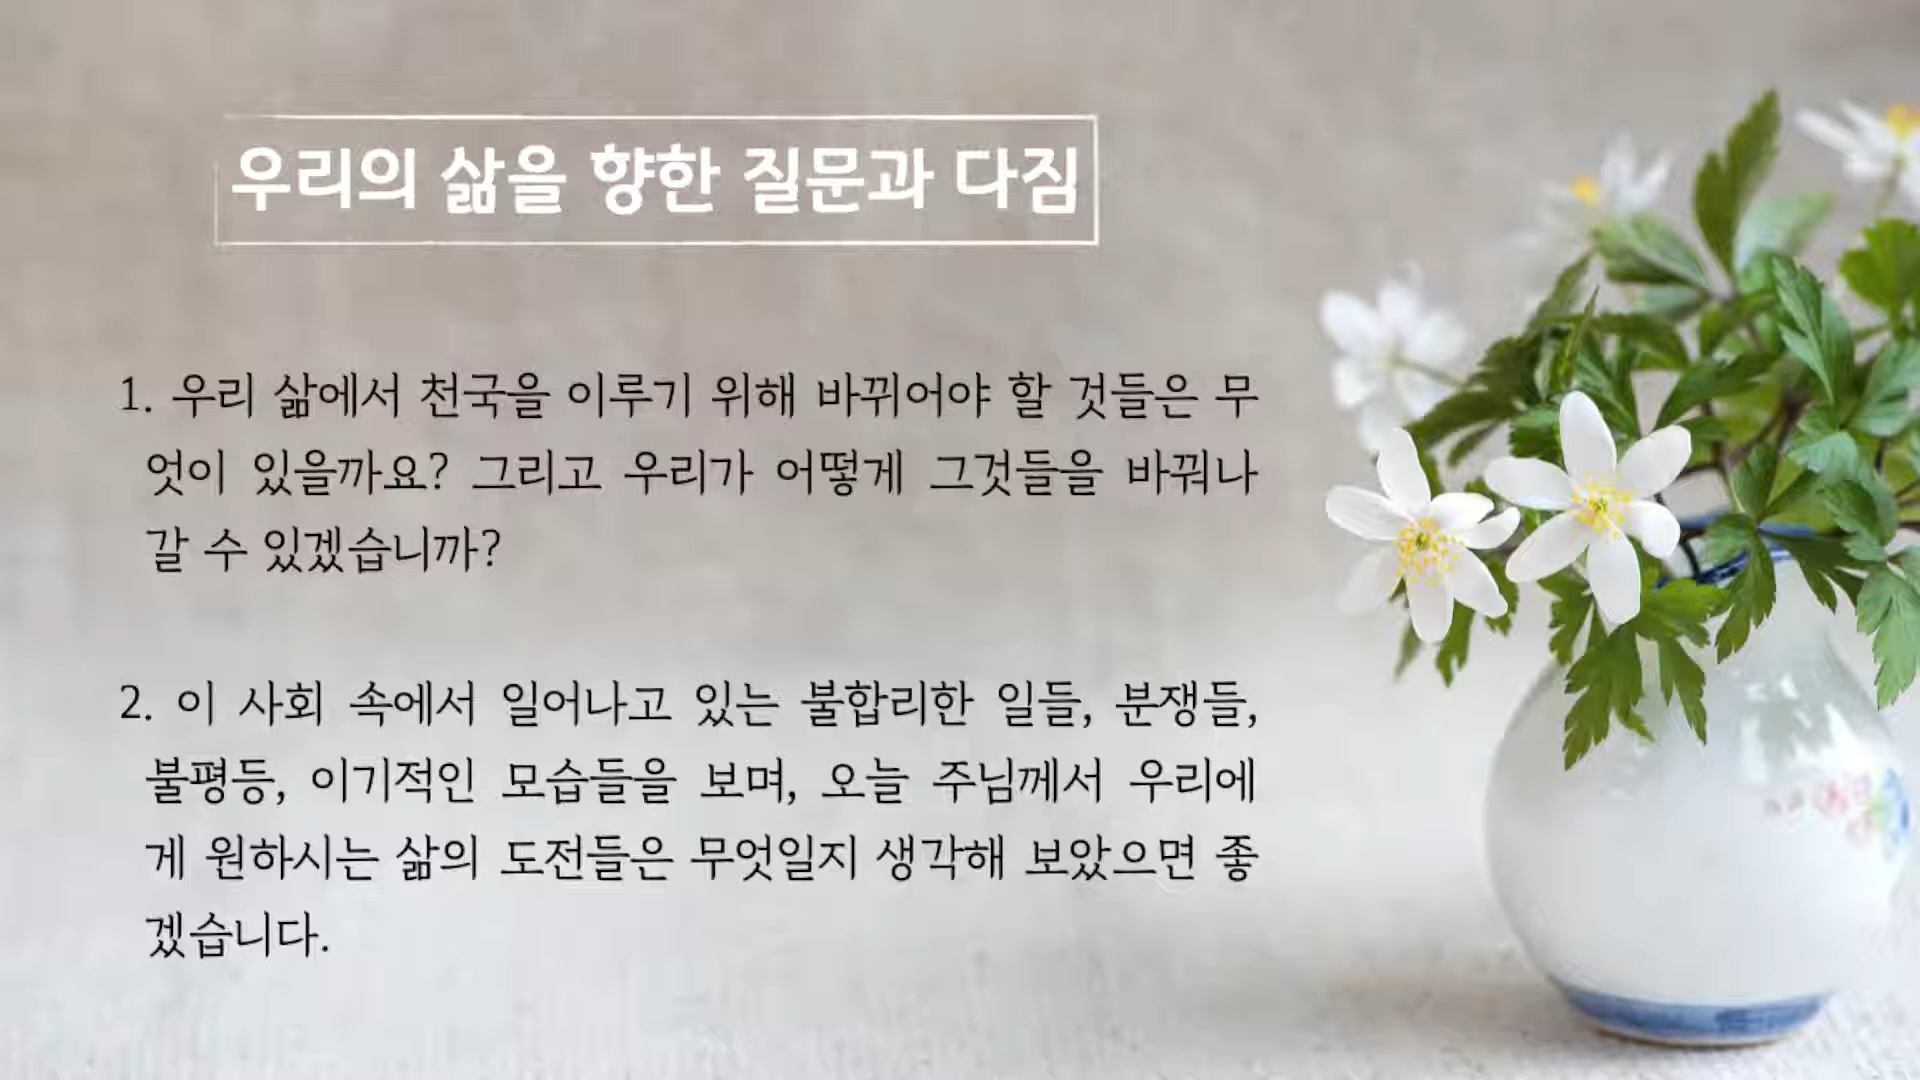 우리의 삶을 향한 질문과 다짐
1. 우리 삶에서 천국을 이루기 위해 바뀌어야 할 것들은 무
엇이 있을까요? 그리고 우리가 어떻게 그것들을 바꿔나
갈 수 있겠습니까?
2. 이 사회 속에서 일어나고 있는 불합리한 일들, 분쟁들,
불평등, 이기적인 모습들을 보며, 오늘 주님께서 우리에
게 원하시는 삶의 도전들은 무엇일지 생각해 보았으면 좋
겠습니다.